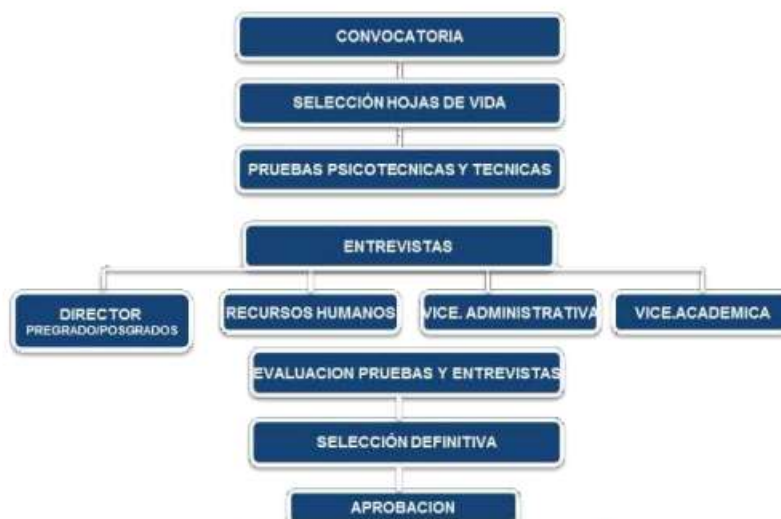 CONVOCATORIA
SELECCIÓN HOJAS DE VIDA
PRUEBAS PSICOTECNICAS Y TECNICAS
ENTREVISTAS
DIRECTOR
PREGRADO/POSGRADOS
RECURSOS HUMANOS
VICE. ADMINISTRATIVA
VICE.ACADEMICA
EVALUACION PRUEBAS Y ENTREVISTAS
SELECCIÓN DEFINITIVA
APROBACION